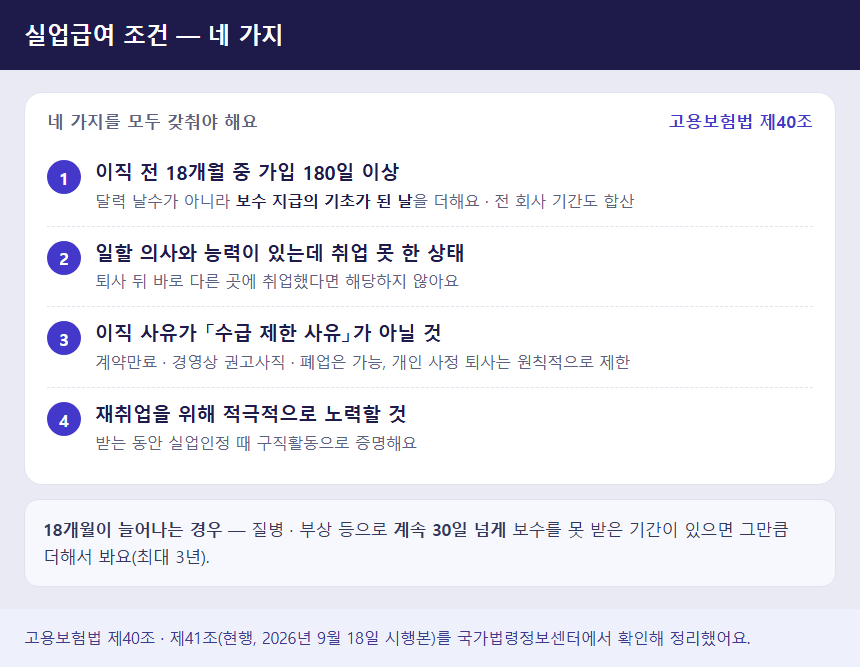 실업급여 조건 — 네 가지
네 가지를 모두 갖춰야 해요
고용보험법 제40조
1
이직 전 18개월 중 가입 180일 이상
달력 날수가 아니라 보수 지급의 기초가 된 날을 더해요 · 전 회사 기간도 합산
2
일할 의사와 능력이 있는데 취업 못 한 상태
퇴사 뒤 바로 다른 곳에 취업했다면 해당하지 않아요
3
이직 사유가 「수급 제한 사유」가 아닐 것
계약만료 · 경영상 권고사직 · 폐업은 가능, 개인 사정 퇴사는 원칙적으로 제한
4
재취업을 위해 적극적으로 노력할 것
받는 동안 실업인정 때 구직활동으로 증명해요
18개월이 늘어나는 경우 — 질병 · 부상 등으로 계속 30일 넘게 보수를 못 받은 기간이 있으면 그만큼
더해서 봐요(최대 3년).
고용보험법 제40조 · 제41조(현행, 2026년 9월 18일 시행본)를 국가법령정보센터에서 확인해 정리했어요.